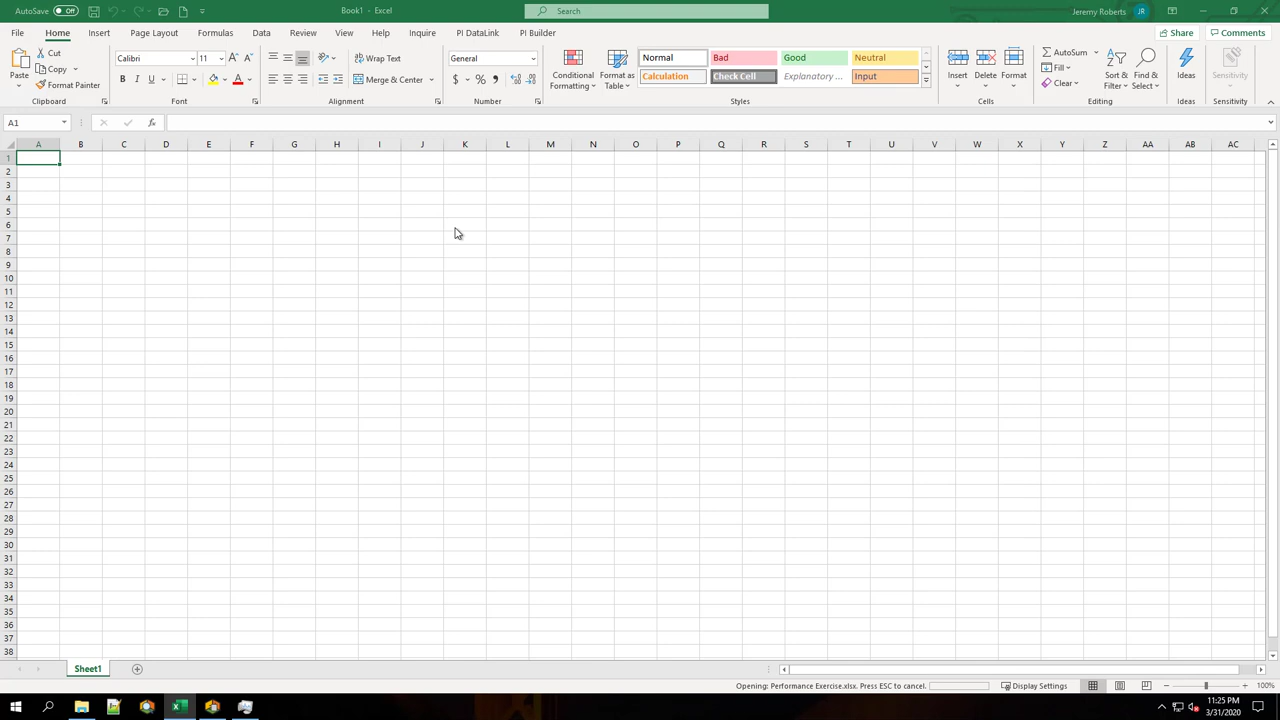 AutoSave Off Book1 - Excel Search Jeremy Roberts JR
File Home Insert Page Layout Formulas Data Review View Help Inquire PI DataLink PI Builder Share Comments
Paste Cut Copy Format Painter
Clipboard
Calibri 11 A A
B I U A
Font
Wrap Text
Merge & Center
Alignment
General
$ % ,
Number
Conditional Formatting Format as Table
Normal Bad Good Neutral
Calculation Check Cell Explanatory ... Input
Styles
Insert Delete Format
Cells
AutoSum Fill Clear
Sort & Filter Find & Select
Editing
Ideas
Ideas
Sensitivity
Sensitivity
A1 fx
A B C D E F G H I J K L M N O P Q R S T U V W X Y Z AA AB AC
1
2
3
4
5
6
7
8
9
10
11
12
13
14
15
16
17
18
19
20
21
22
23
24
25
26
27
28
29
30
31
32
33
34
35
36
37
38
Sheet1
Opening: Performance Exercise.xlsx. Press ESC to cancel. Display Settings 100%
11:25 PM
3/31/2020